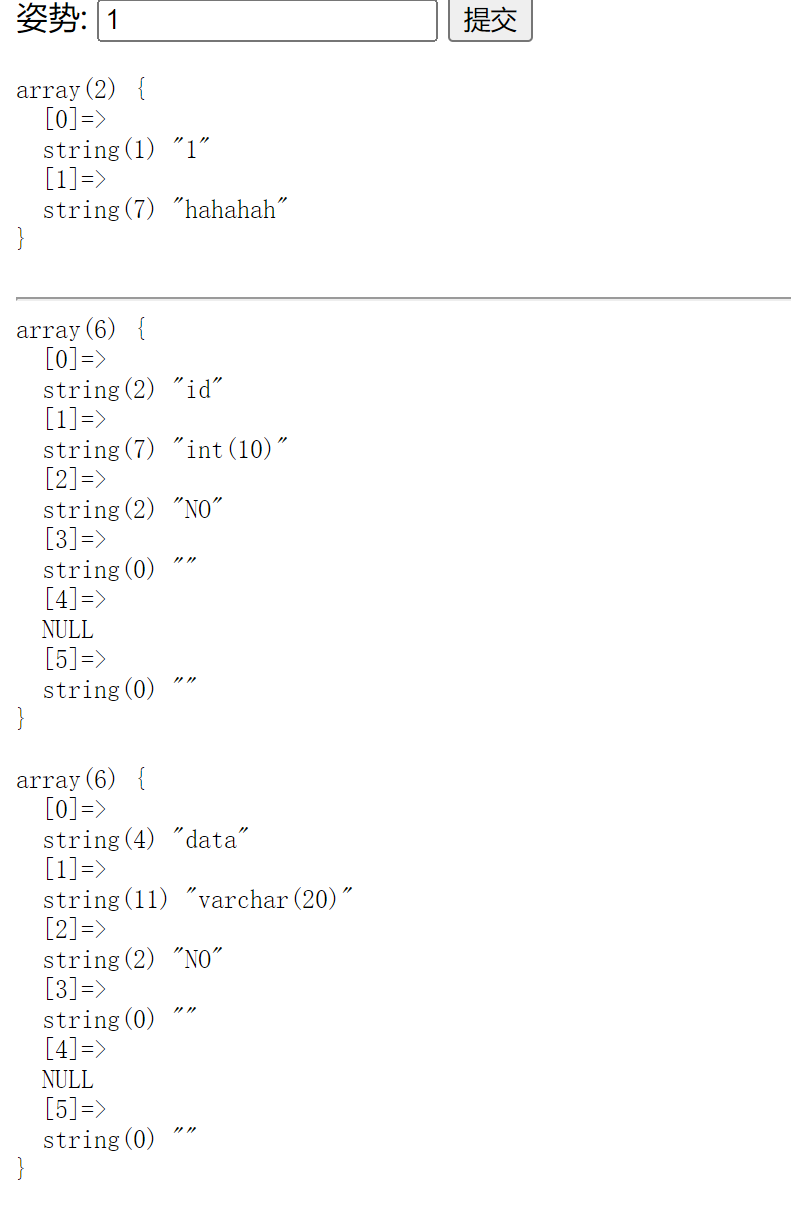 姿势: 1 提交
array(2) {
  [0]=>
  string(1) "1"
  [1]=>
  string(7) "hahahah"
}
array(6) {
  [0]=>
  string(2) "id"
  [1]=>
  string(7) "int(10)"
  [2]=>
  string(2) "NO"
  [3]=>
  string(0) ""
  [4]=>
  NULL
  [5]=>
  string(0) ""
}
array(6) {
  [0]=>
  string(4) "data"
  [1]=>
  string(11) "varchar(20)"
  [2]=>
  string(2) "NO"
  [3]=>
  string(0) ""
  [4]=>
  NULL
  [5]=>
  string(0) ""
}